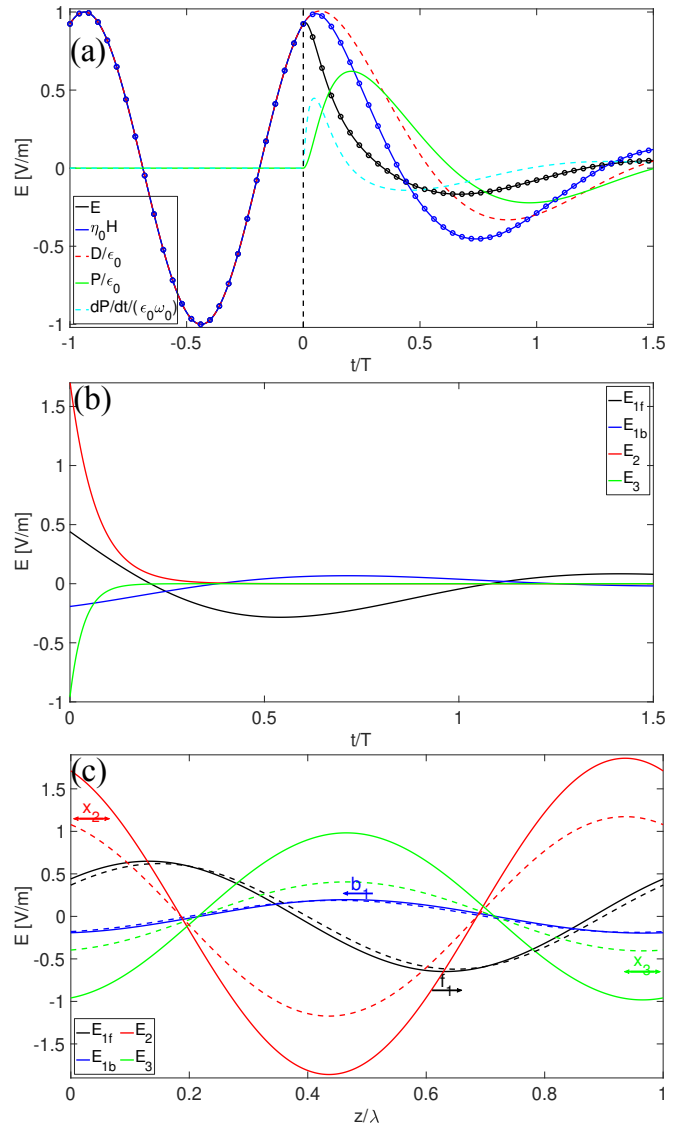 (a)
1
0.5
0
-0.5
-1
E [V/m]
E
η₀H
D/ϵ₀
P/ϵ₀
dP/dt/(ϵ₀ω₀)
-1 -0.5 0 0.5 1 1.5
t/T
(b)
1.5
1
0.5
0
-0.5
-1
E [V/m]
E1f
E1b
E2
E3
0 0.5 1 1.5
t/T
(c)
1.5
1
0.5
0
-0.5
-1
-1.5
E [V/m]
x₂
b₁
f₁
x₃
E1f E2
E1b E3
0 0.2 0.4 0.6 0.8 1
z/λ